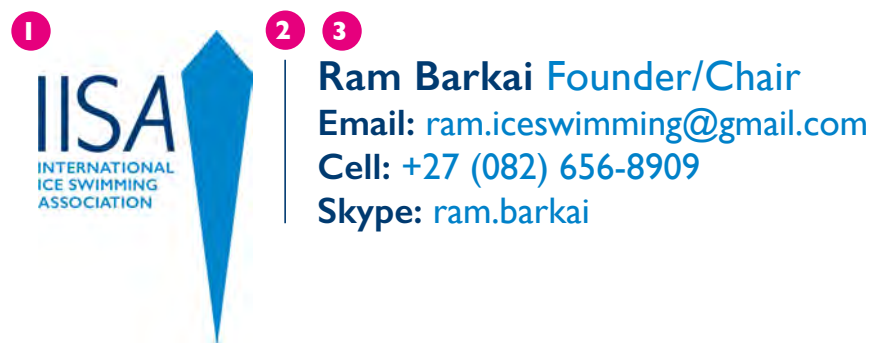 1
2 3
IISA
INTERNATIONAL
ICE SWIMMING
ASSOCIATION
Ram Barkai Founder/Chair
Email: ram.iceswimming@gmail.com
Cell: +27 (082) 656-8909
Skype: ram.barkai